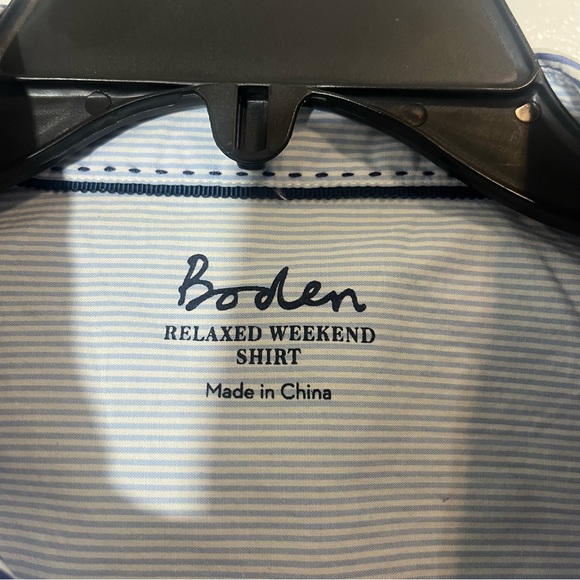 Boden
RELAXED WEEKEND
SHIRT
Made in China